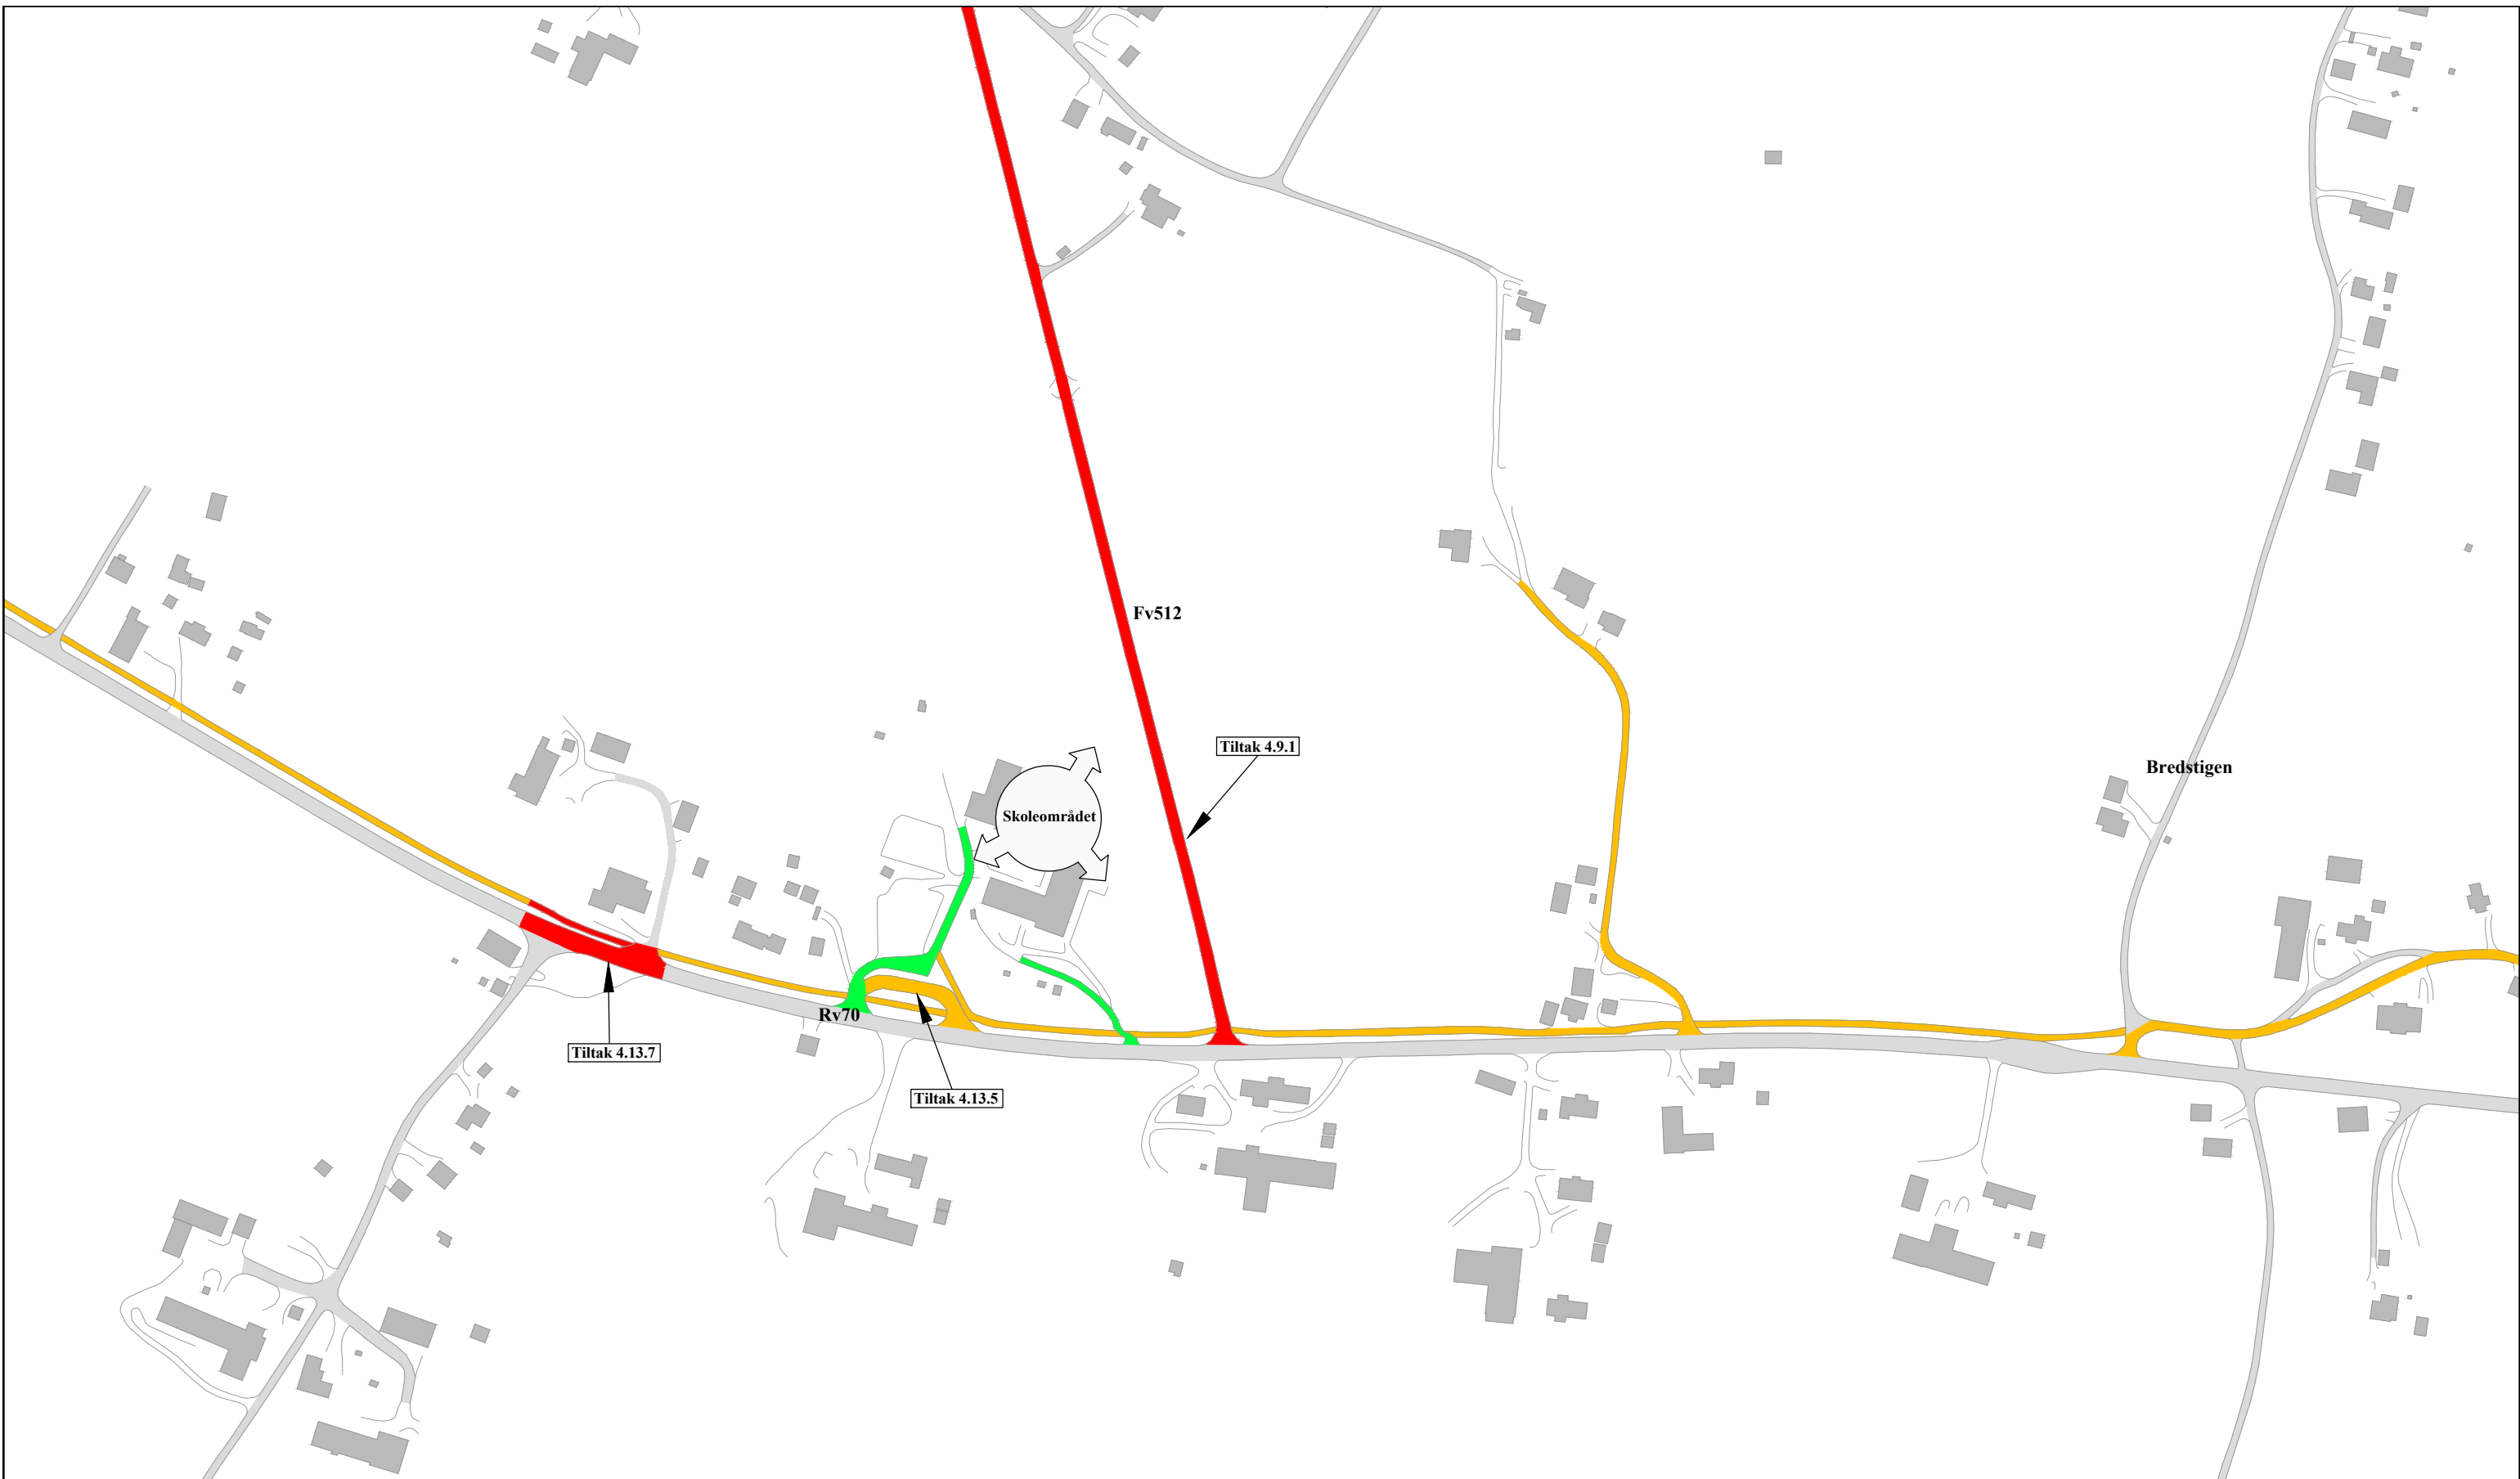 Fv512
Tiltak 4.9.1
Bredstigen
Skoleområdet
Rv70
Tiltak 4.13.7
Tiltak 4.13.5